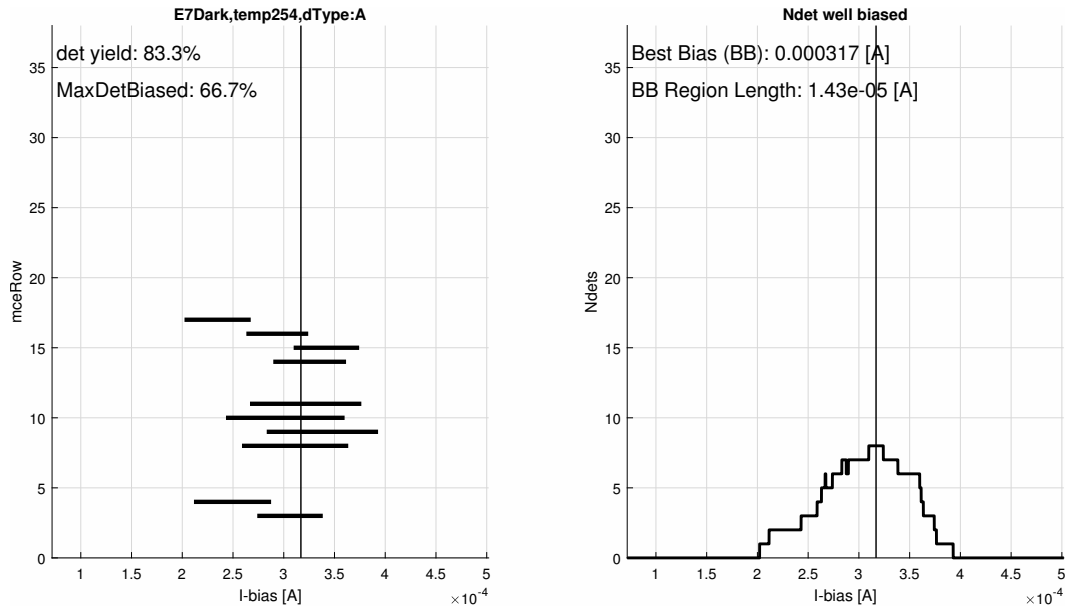 E7Dark,temp254,dType:A
det yield: 83.3%
MaxDetBiased: 66.7%
mceRow
35
30
25
20
15
10
5
0
1 1.5 2 2.5 3 3.5 4 4.5 5
I-bias [A]
×10⁻⁴
Ndet well biased
Best Bias (BB): 0.000317 [A]
BB Region Length: 1.43e-05 [A]
Ndets
35
30
25
20
15
10
5
0
1 1.5 2 2.5 3 3.5 4 4.5 5
I-bias [A]
×10⁻⁴